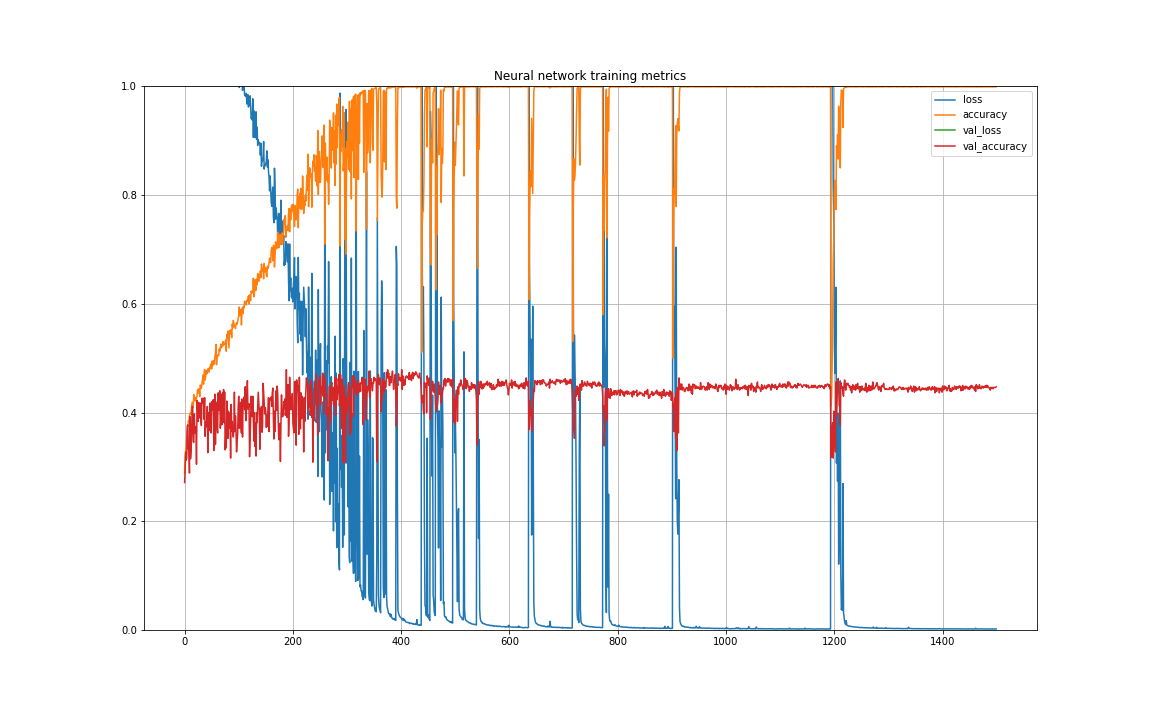 Neural network training metrics
1.0
loss
accuracy
val_loss
val_accuracy
0.8
0.6
0.4
0.2
0.0
0 200 400 600 800 1000 1200 1400